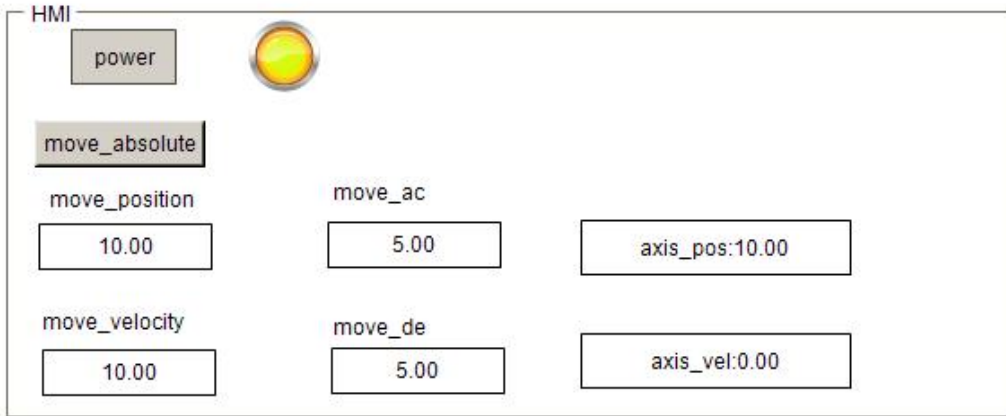 HMI
power
move_absolute
move_position
move_ac
10.00
5.00
axis_pos:10.00
move_velocity
move_de
10.00
5.00
axis_vel:0.00